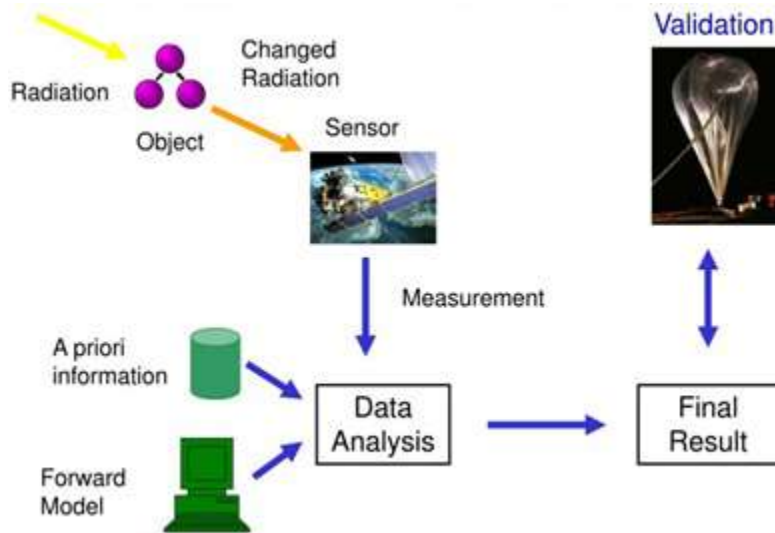 Validation
Changed
Radiation
Radiation
Object
Sensor
Measurement
A priori
information
Data
Analysis
Final
Result
Forward
Model